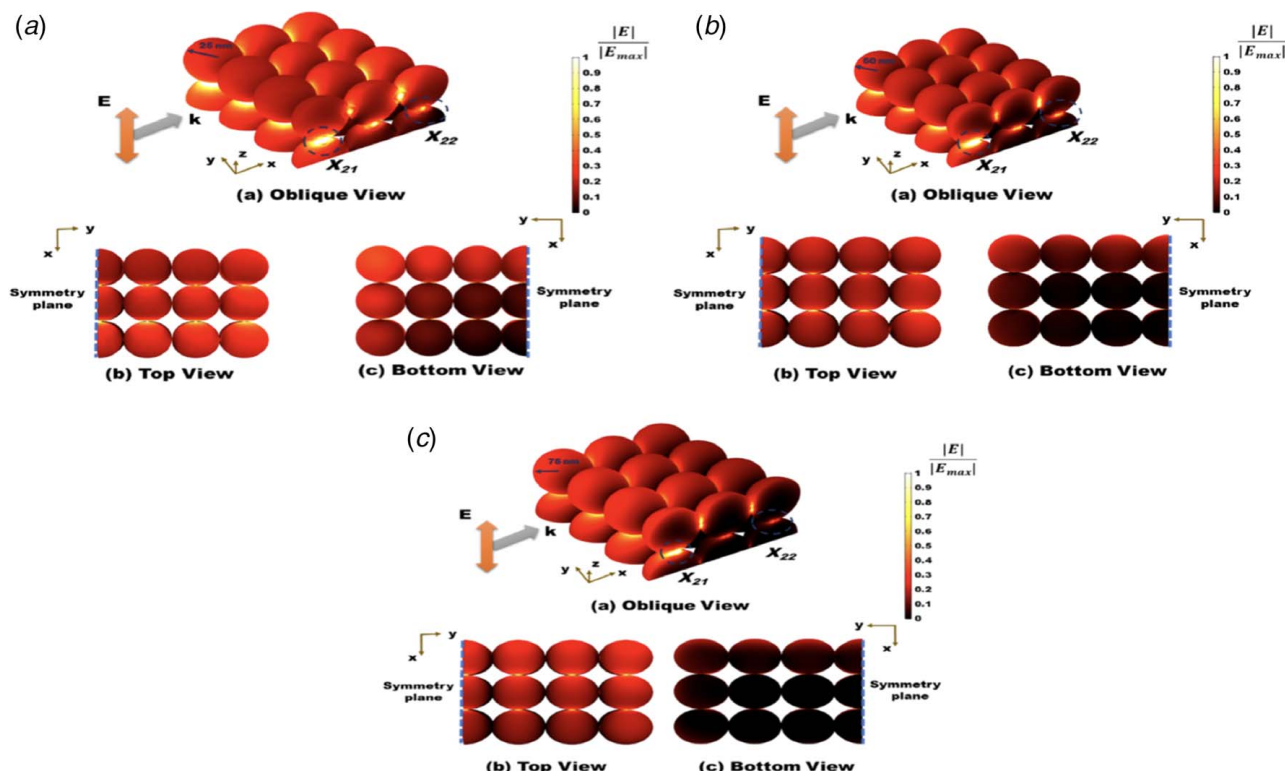 (a)
25 nm
|E|
|E_max|
1
0.9
0.8
0.7
0.6
0.5
0.4
0.3
0.2
0.1
0
E
k
X21
X22
y z x
(a) Oblique View
y
x
Symmetry
plane
(b) Top View
y
x
Symmetry
plane
(c) Bottom View
(b)
50 nm
|E|
|E_max|
1
0.9
0.8
0.7
0.6
0.5
0.4
0.3
0.2
0.1
0
E
k
X21
X22
y z x
(a) Oblique View
y
x
Symmetry
plane
(b) Top View
y
x
Symmetry
plane
(c) Bottom View
(c)
75 nm
|E|
|E_max|
1
0.9
0.8
0.7
0.6
0.5
0.4
0.3
0.2
0.1
0
E
k
X21
X22
y z x
(a) Oblique View
y
x
Symmetry
plane
(b) Top View
y
x
Symmetry
plane
(c) Bottom View